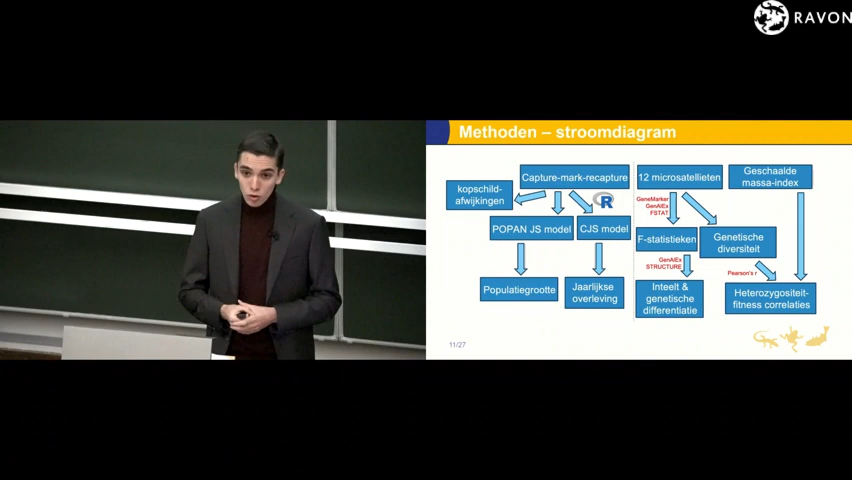 RAVON
Methoden – stroomdiagram
Capture-mark-recapture
12 microsatellieten
Geschaalde
massa-index
kopschild-
afwijkingen
R
GeneMarker
GenAlEx
FSTAT
POPAN JS model
CJS model
F-statistieken
Genetische
diversiteit
GenAlEx
STRUCTURE
Pearson's r
Populatiegrootte
Jaarlijkse
overleving
Inteelt &
genetische
differentiatie
Heterozygositeit-
fitness correlaties
11/27